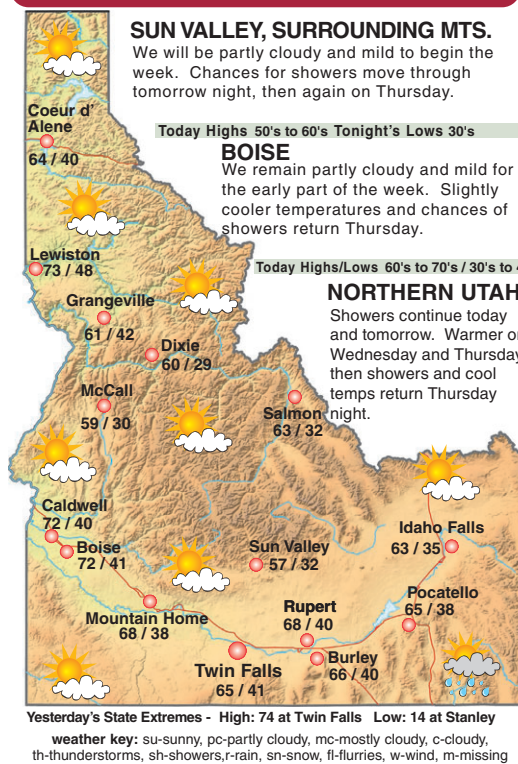 SUN VALLEY, SURROUNDING MTS.
We will be partly cloudy and mild to begin the
week. Chances for showers move through
tomorrow night, then again on Thursday.
Today Highs 50's to 60's Tonight's Lows 30's
BOISE
We remain partly cloudy and mild for
the early part of the week. Slightly
cooler temperatures and chances of
showers return Thursday.
Today Highs/Lows 60's to 70's / 30's to 4
NORTHERN UTAH
Showers continue today
and tomorrow. Warmer o
Wednesday and Thursday
then showers and cool
temps return Thursday
night.
Coeur d'
Alene
64 / 40
Lewiston
73 / 48
Grangeville
61 / 42
Dixie
60 / 29
McCall
59 / 30
Salmon
63 / 32
Caldwell
72 / 40
Boise
72 / 41
Sun Valley
57 / 32
Idaho Falls
63 / 35
Mountain Home
68 / 38
Rupert
68 / 40
Pocatello
65 / 38
Twin Falls
65 / 41
Burley
66 / 40
Yesterday's State Extremes - High: 74 at Twin Falls Low: 14 at Stanley
weather key: su-sunny, pc-partly cloudy, mc-mostly cloudy, c-cloudy,
th-thunderstorms, sh-showers,r-rain, sn-snow, fl-flurries, w-wind, m-missing